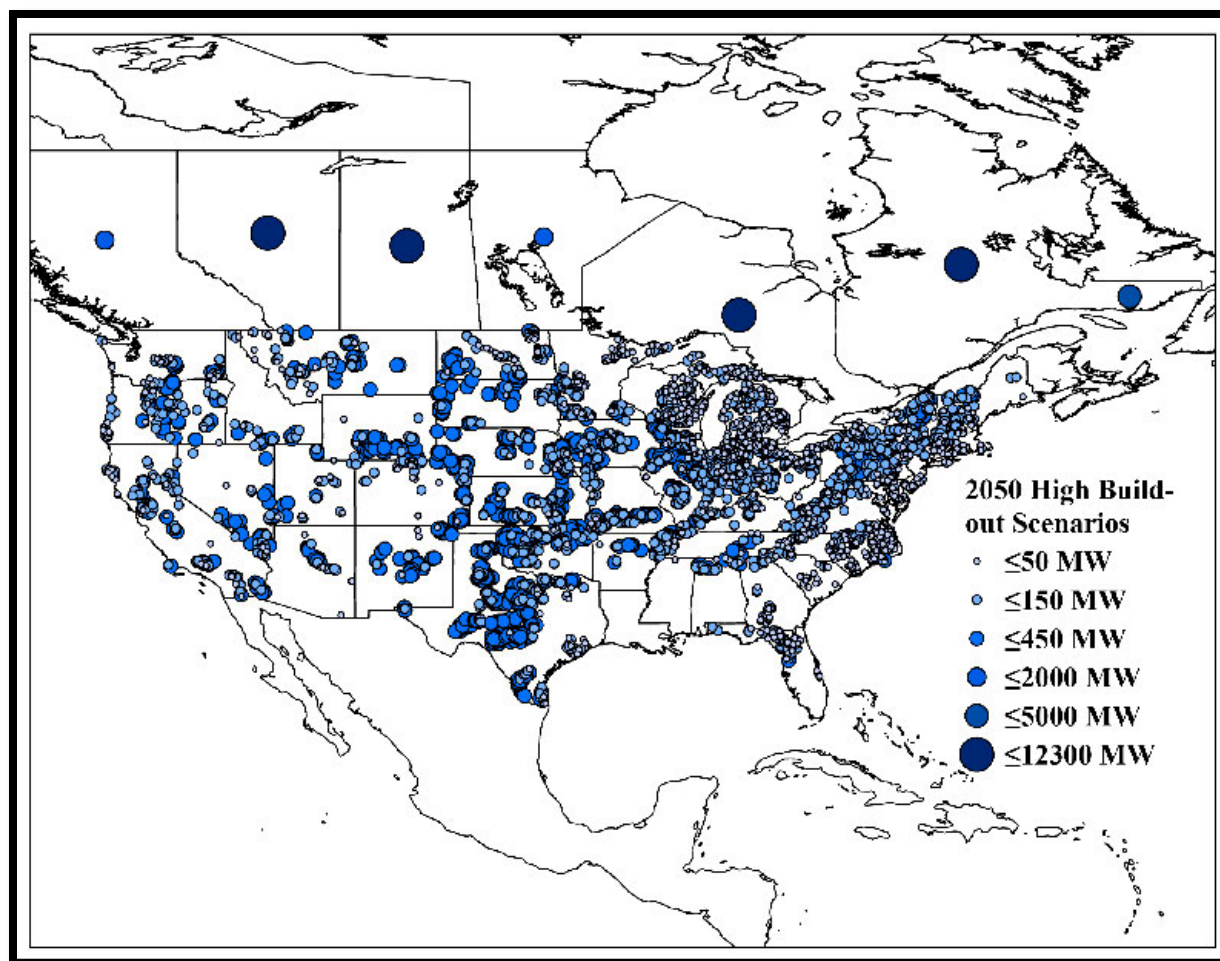 2050 High Build-
out Scenarios
≤50 MW
≤150 MW
≤450 MW
≤2000 MW
≤5000 MW
≤12300 MW